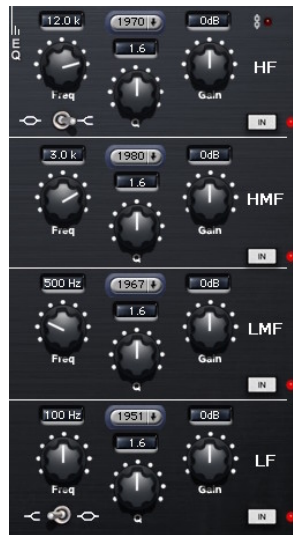 EQ
12.0 k 1970 0dB
1.6
HF
Freq Q Gain
IN
3.0 k 1980 0dB
1.6
HMF
Freq Q Gain
IN
500 Hz 1967 0dB
1.6
LMF
Freq Q Gain
IN
100 Hz 1951 0dB
1.6
LF
Freq Q Gain
IN